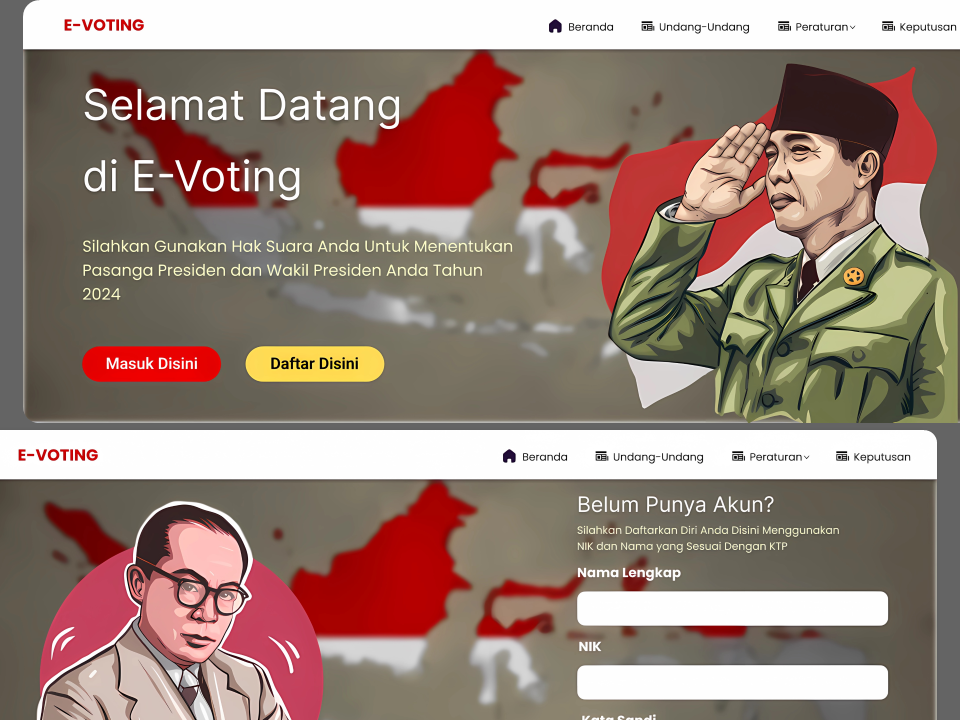 E-VOTING
Beranda
Undang-Undang
Peraturan
Keputusan
Selamat Datang
di E-Voting
Silahkan Gunakan Hak Suara Anda Untuk Menentukan
Pasanga Presiden dan Wakil Presiden Anda Tahun
2024
Masuk Disini
Daftar Disini
E-VOTING
Beranda
Undang-Undang
Peraturan
Keputusan
Belum Punya Akun?
Silahkan Daftarkan Diri Anda Disini Menggunakan
NIK dan Nama yang Sesuai Dengan KTP
Nama Lengkap
NIK
Kata Sandi